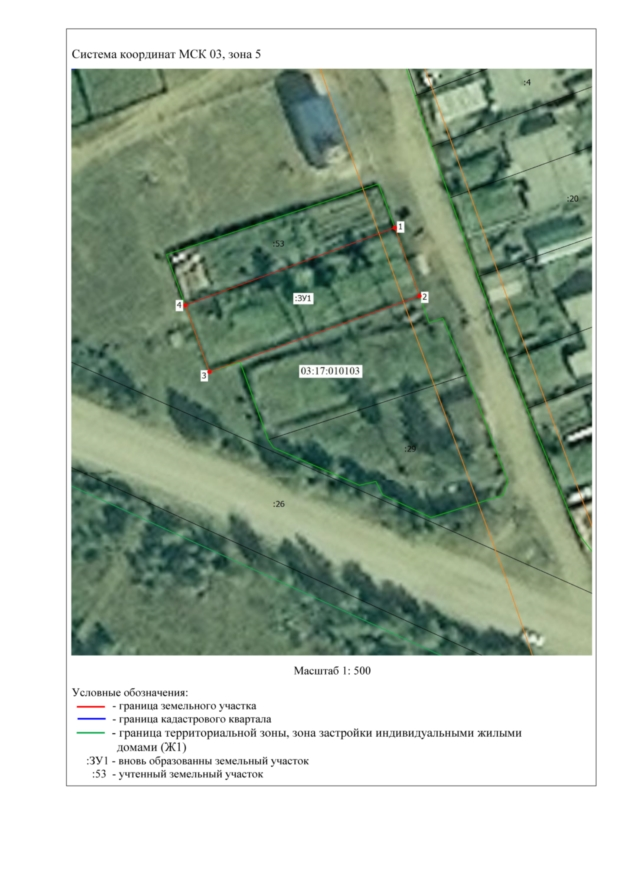 Система координат МСК 03, зона 5
:4
:20
1
:53
:ЗУ1
2
4
3
03:17:010103
:29
:26
Масштаб 1: 500
Условные обозначения:
- граница земельного участка
- граница кадастрового квартала
- граница территориальной зоны, зона застройки индивидуальными жилыми
домами (Ж1)
:ЗУ1 - вновь образованны земельный участок
:53 - учтенный земельный участок